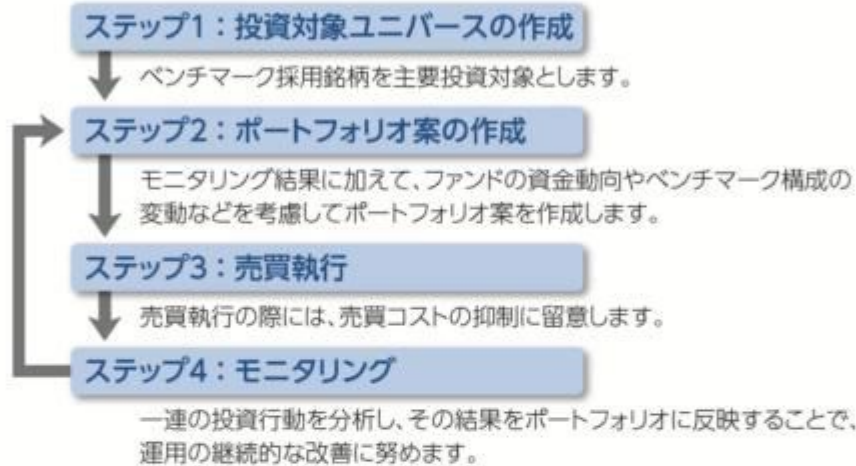 ステップ1：投資対象ユニバースの作成
ベンチマーク採用銘柄を主要投資対象とします。
ステップ2：ポートフォリオ案の作成
モニタリング結果に加えて、ファンドの資金動向やベンチマーク構成の
変動などを考慮してポートフォリオ案を作成します。
ステップ3：売買執行
売買執行の際には、売買コストの抑制に留意します。
ステップ4：モニタリング
一連の投資行動を分析し、その結果をポートフォリオに反映することで、
運用の継続的な改善に努めます。